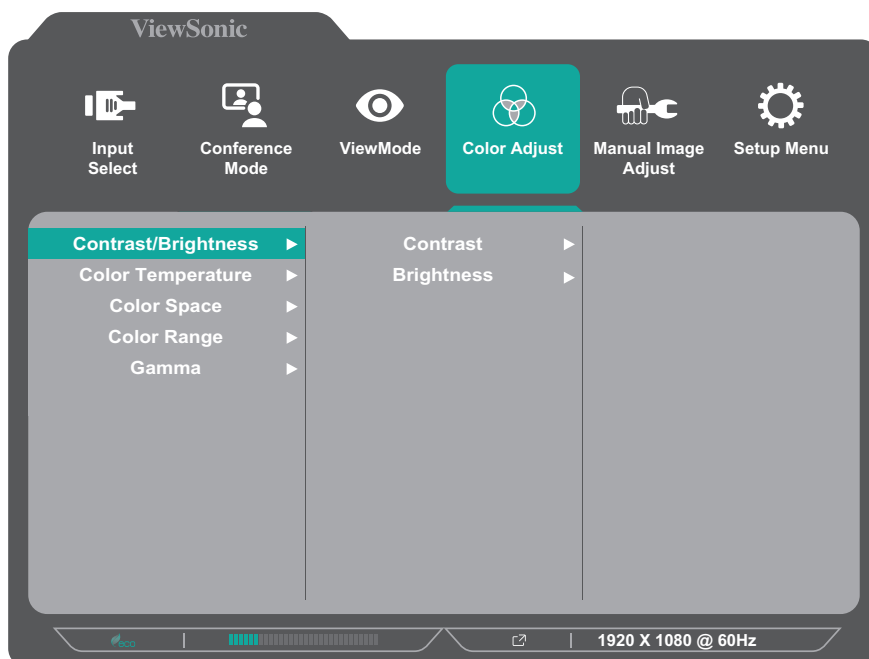 ViewSonic
Input
Select
Conference
Mode
ViewMode
Color Adjust
Manual Image
Adjust
Setup Menu
Contrast/Brightness
Color Temperature
Color Space
Color Range
Gamma
Contrast
Brightness
eco
1920 X 1080 @ 60Hz